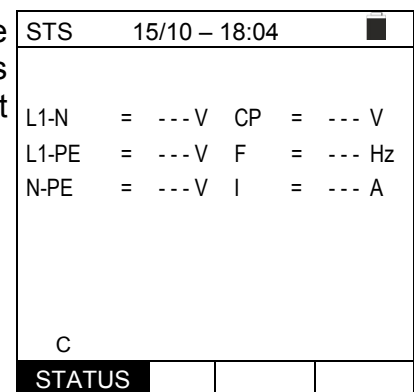 e
s
t
STS 15/10 – 18:04
L1-N = - - - V CP = - - - V
L1-PE = - - - V F = - - - Hz
N-PE = - - - V I = - - - A
C
STATUS